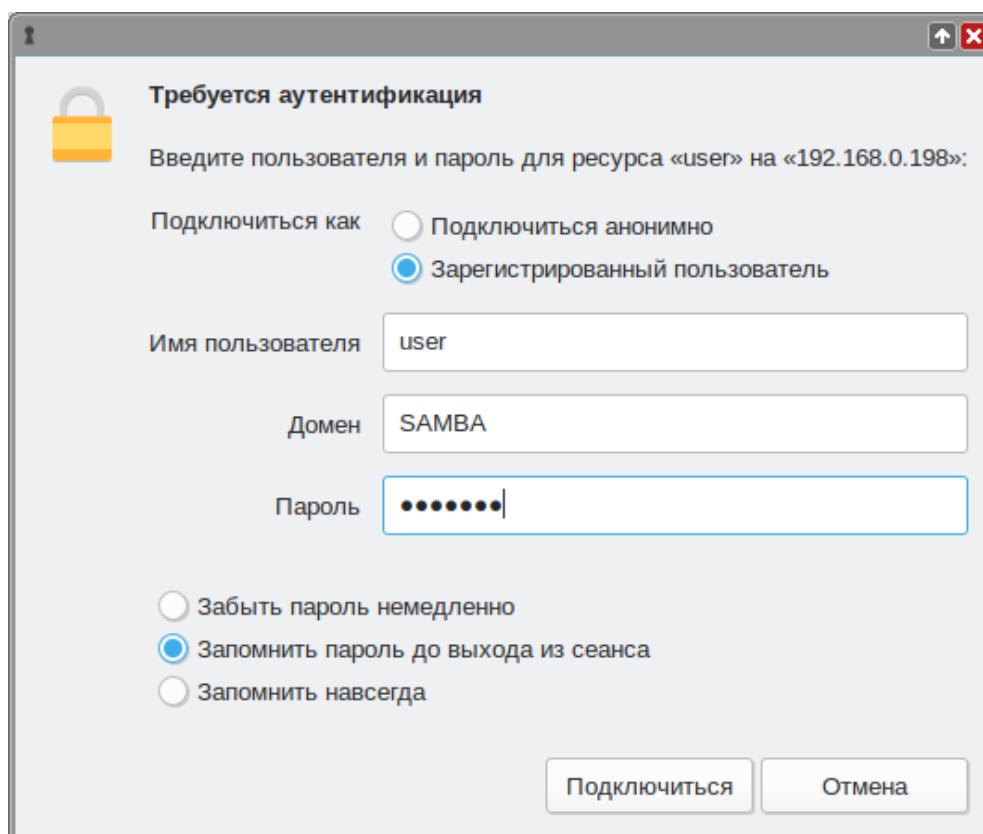 Требуется аутентификация
Введите пользователя и пароль для ресурса «user» на «192.168.0.198»:
Подключиться как
Подключиться анонимно
Зарегистрированный пользователь
Имя пользователя
user
Домен
SAMBA
Пароль
●●●●●●●
Забыть пароль немедленно
Запомнить пароль до выхода из сеанса
Запомнить навсегда
Подключиться
Отмена